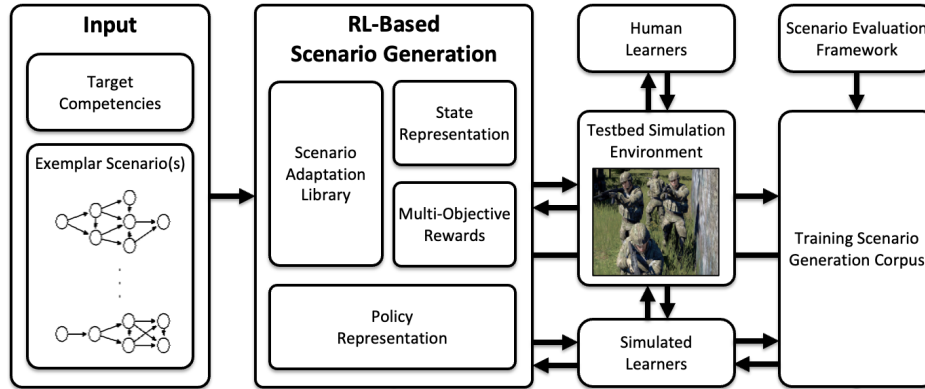 Input
Target
Competencies
Exemplar Scenario(s)
RL-Based
Scenario Generation
Scenario
Adaptation
Library
State
Representation
Multi-Objective
Rewards
Policy
Representation
Human
Learners
Testbed Simulation
Environment
Simulated
Learners
Scenario Evaluation
Framework
Training Scenario
Generation Corpus